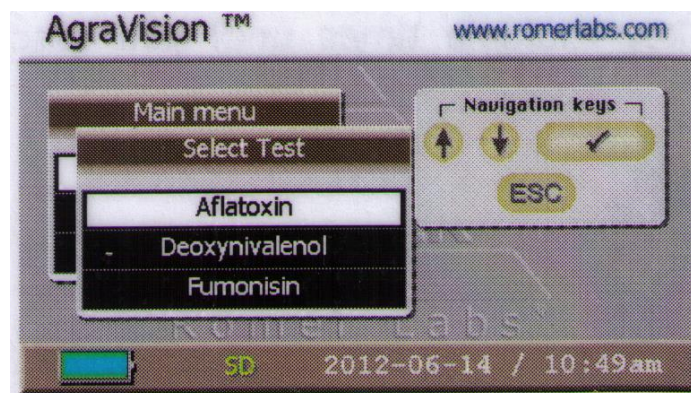 AgraVision ™ www.romerlabs.com
Main menu
Navigation keys
Select Test
ESC
Aflatoxin
- Deoxynivalenol
Fumonisin
Romer Labs®
SD 2012-06-14 / 10:49am